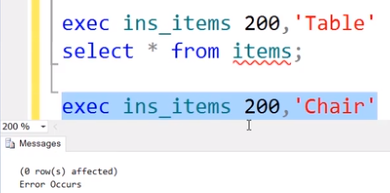 exec ins_items 200,'Table'
select * from items;
exec ins_items 200,'Chair'
200 %
Messages
(0 row(s) affected)
Error Occurs